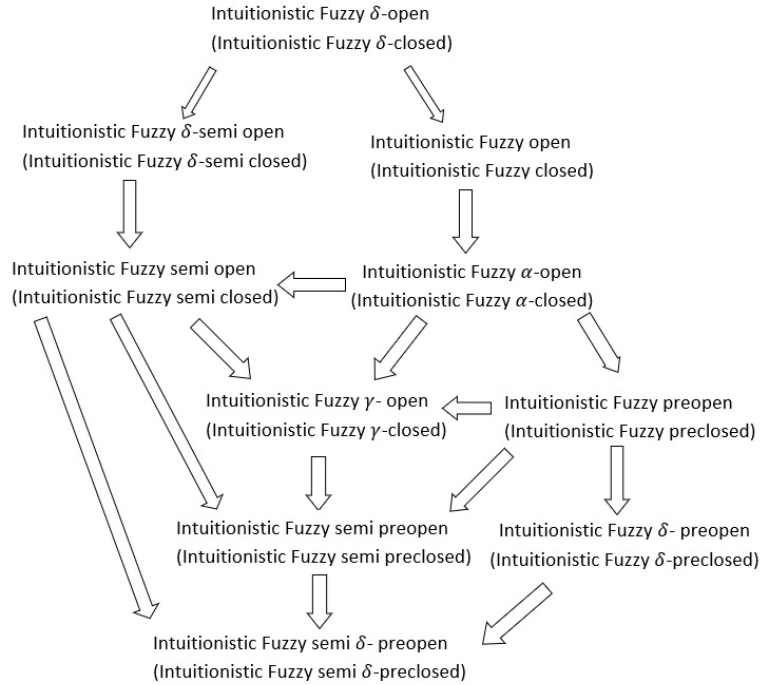 Intuitionistic Fuzzy δ-open
(Intuitionistic Fuzzy δ-closed)
Intuitionistic Fuzzy δ-semi open
(Intuitionistic Fuzzy δ-semi closed)
Intuitionistic Fuzzy open
(Intuitionistic Fuzzy closed)
Intuitionistic Fuzzy semi open
(Intuitionistic Fuzzy semi closed)
Intuitionistic Fuzzy α-open
(Intuitionistic Fuzzy α-closed)
Intuitionistic Fuzzy γ- open
(Intuitionistic Fuzzy γ-closed)
Intuitionistic Fuzzy preopen
(Intuitionistic Fuzzy preclosed)
Intuitionistic Fuzzy semi preopen
(Intuitionistic Fuzzy semi preclosed)
Intuitionistic Fuzzy δ- preopen
(Intuitionistic Fuzzy δ-preclosed)
Intuitionistic Fuzzy semi δ- preopen
(Intuitionistic Fuzzy semi δ-preclosed)